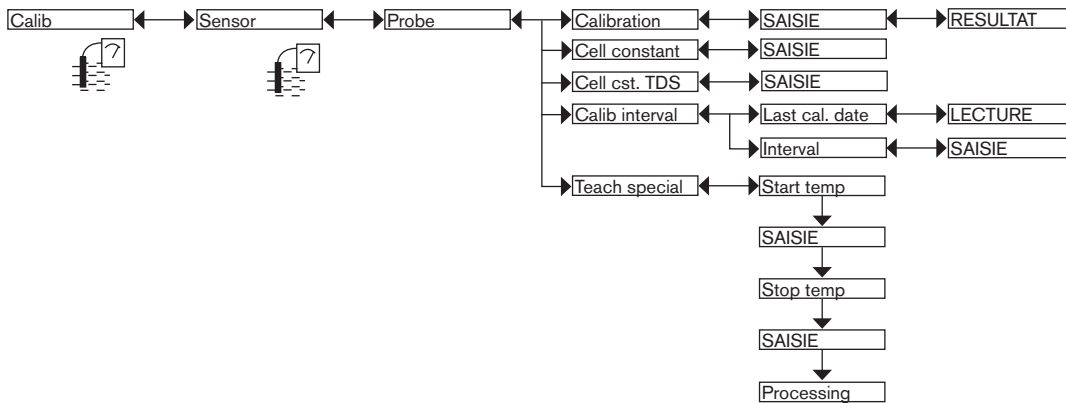 Calib
Sensor
Probe
Calibration
SAISIE
RESULTAT
Cell constant
SAISIE
Cell cst. TDS
SAISIE
Calib interval
Last cal. date
LECTURE
Interval
SAISIE
Teach special
Start temp
SAISIE
Stop temp
SAISIE
Processing